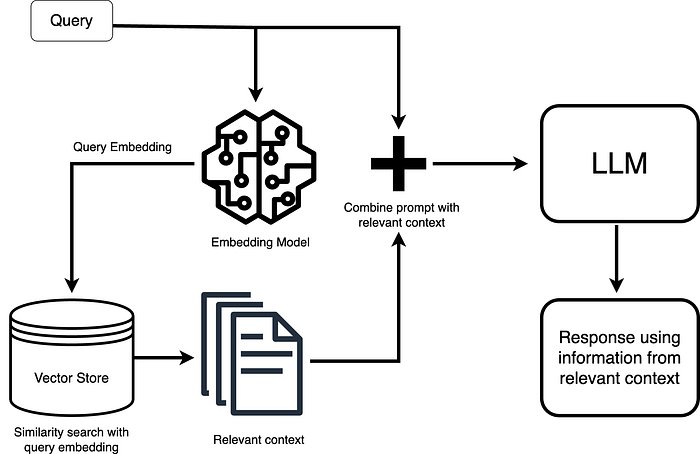 Query
Query Embedding
Embedding Model
Combine prompt with
relevant context
LLM
Vector Store
Similarity search with
query embedding
Relevant context
Response using
information from
relevant context